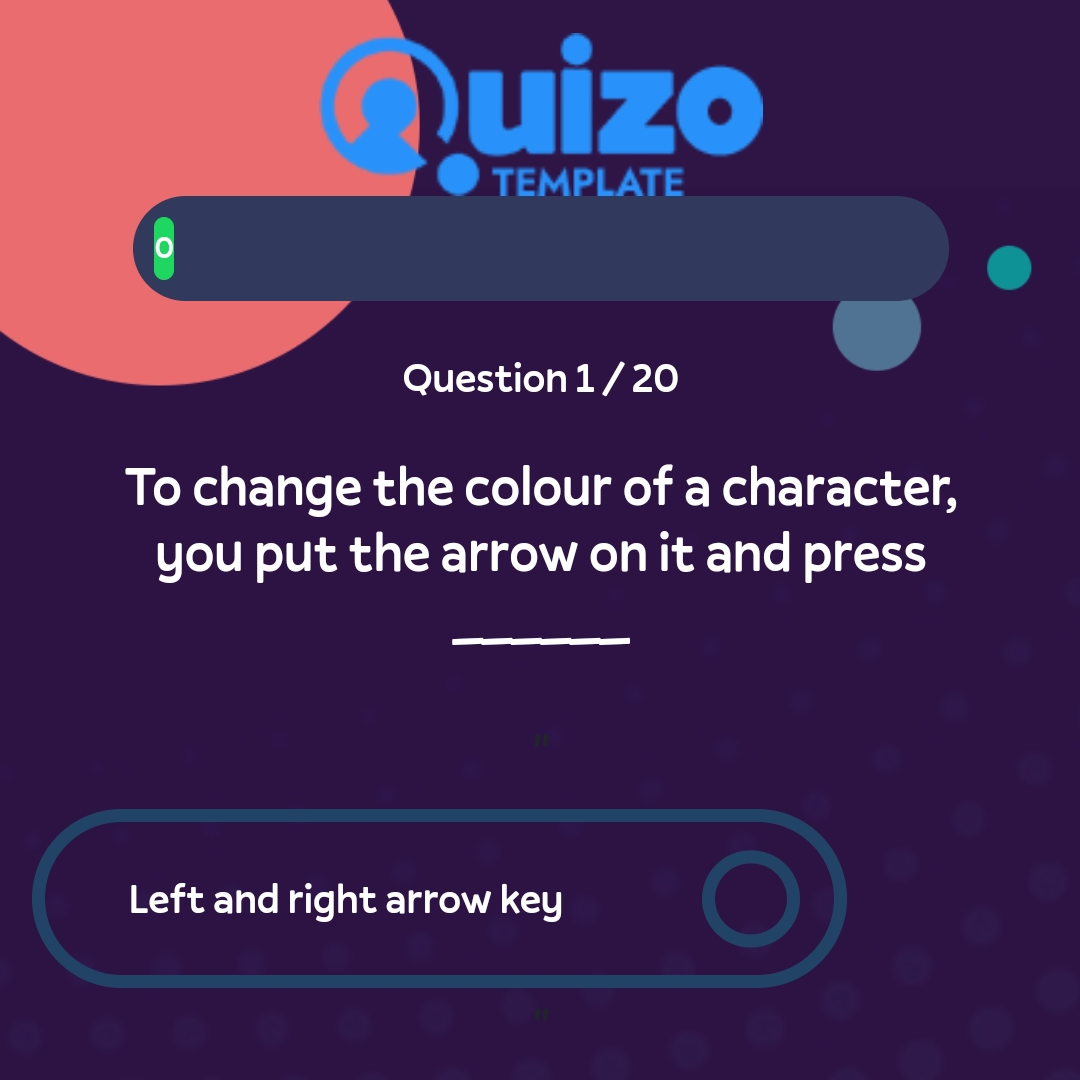 Quizo
TEMPLATE
0
Question 1 / 20
To change the colour of a character,
you put the arrow on it and press
______
"
Left and right arrow key
"